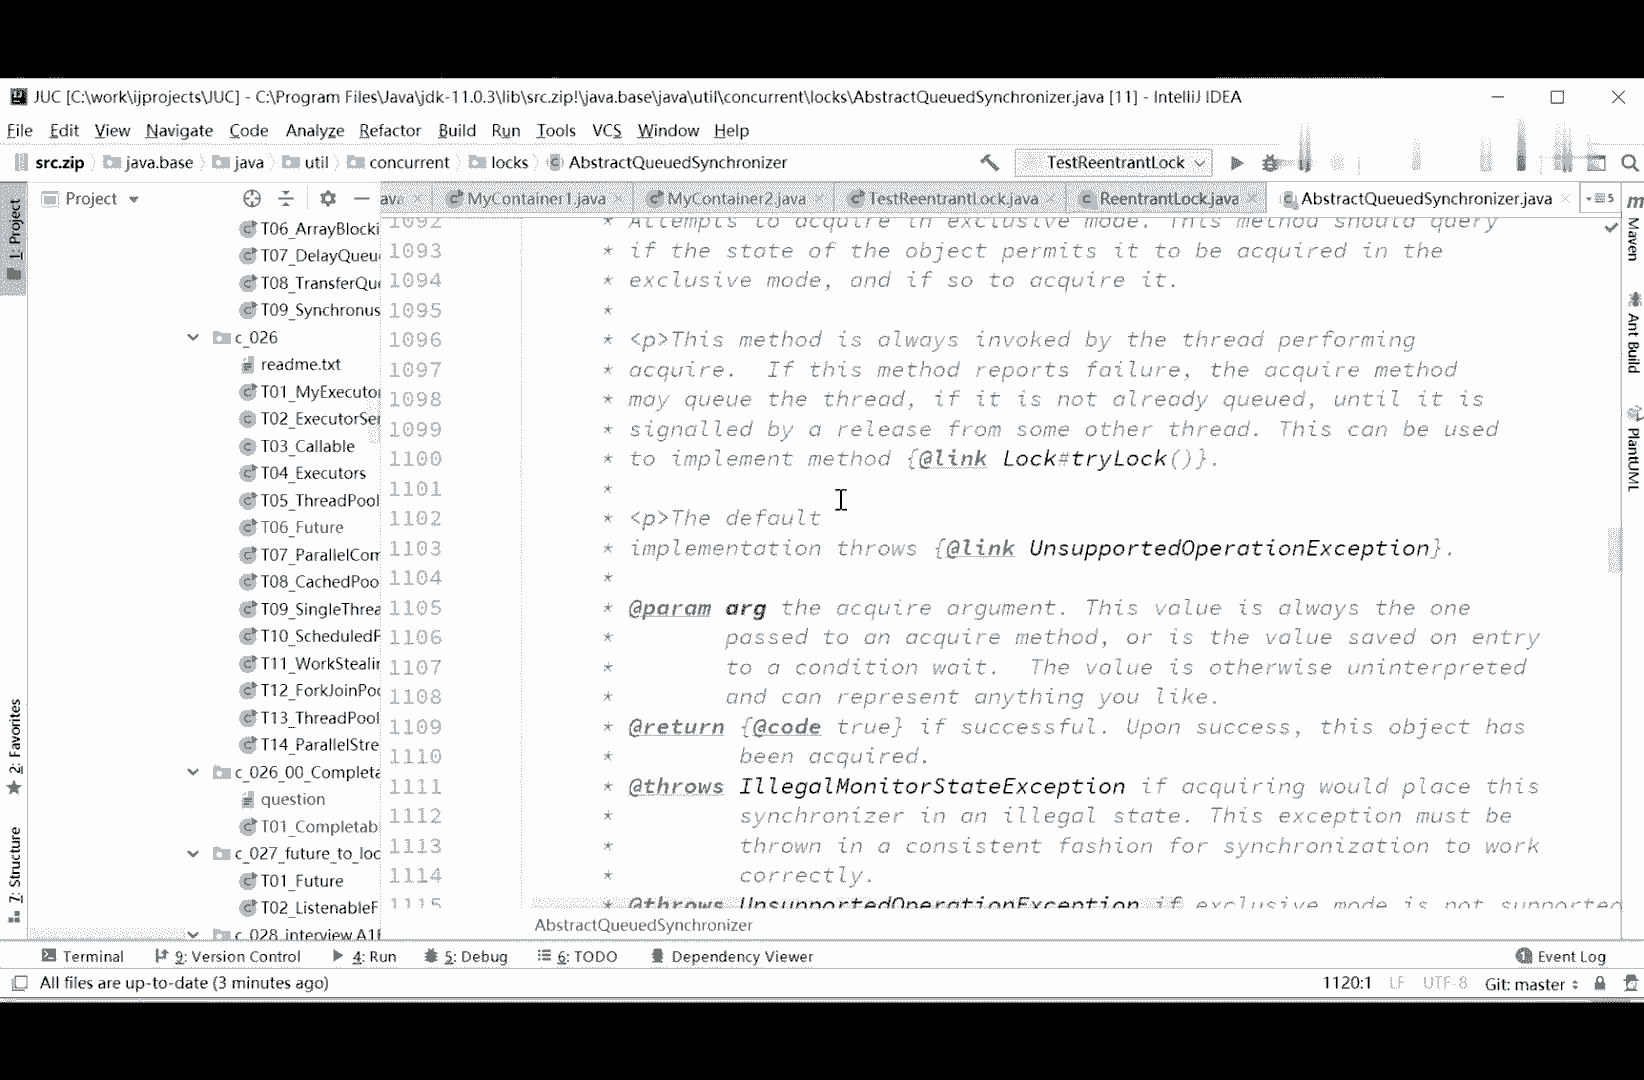 JUC [C:\work\ijprojects\JUC] - C:\Program Files\Java\jdk-11.0.3\lib\src.zip!\java.base\java\util\concurrent\locks\AbstractQueuedSynchronizer.java [11] - IntelliJ IDEA
File Edit View Navigate Code Analyze Refactor Build Run Tools VCS Window Help
src.zip java.base java util concurrent locks AbstractQueuedSynchronizer TestReentrantLock
Project ava MyContainer1.java MyContainer2.java TestReentrantLock.java ReentrantLock.java AbstractQueuedSynchronizer.java 5
1: Project
2: Favorites
7: Structure
T06_ArrayBlocki
T07_DelayQueu
T08_TransferQue
T09_Synchronus
c_026
readme.txt
T01_MyExecuto
T02_ExecutorSer
T03_Callable
T04_Executors
T05_ThreadPool
T06_Future
T07_ParallelCom
T08_CachedPoo
T09_SingleThrea
T10_ScheduledP
T11_WorkStealin
T12_ForkJoinPoo
T13_ThreadPool
T14_ParallelStre
c_026_00_Completa
question
T01_Completab
c_027_future_to_loo
T01_Future
T02_ListenableF
c_028_interview A1B
1092 * Attempts to acquire in exclusive mode. This method should query
1093 * if the state of the object permits it to be acquired in the
1094 * exclusive mode, and if so to acquire it.
1095 *
1096 * <p>This method is always invoked by the thread performing
1097 * acquire.  If this method reports failure, the acquire method
1098 * may queue the thread, if it is not already queued, until it is
1099 * signalled by a release from some other thread. This can be used
1100 * to implement method {@link Lock#tryLock()}.
1101 *
1102 * <p>The default
1103 * implementation throws {@link UnsupportedOperationException}.
1104 *
1105 * @param arg the acquire argument. This value is always the one
1106 *        passed to an acquire method, or is the value saved on entry
1107 *        to a condition wait.  The value is otherwise uninterpreted
1108 *        and can represent anything you like.
1109 * @return {@code true} if successful. Upon success, this object has
1110 *         been acquired.
1111 * @throws IllegalMonitorStateException if acquiring would place this
1112 *         synchronizer in an illegal state. This exception must be
1113 *         thrown in a consistent fashion for synchronization to work
1114 *         correctly.
1115 * @throws UnsupportedOperationException if exclusive mode is not supported
AbstractQueuedSynchronizer
m Maven
Ant Build
PlantUML
Terminal 9: Version Control 4: Run 5: Debug 6: TODO Dependency Viewer 1 Event Log
All files are up-to-date (3 minutes ago) 1120:1 LF UTF-8 Git: master